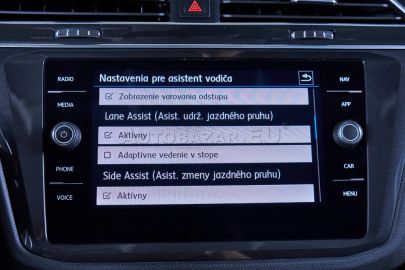 RADIO
MEDIA
PHONE
VOICE
Nastavenia pre asistent vodiča
Zobrazenie varovania odstupu
Lane Assist (Asist. udrž. jazdného pruhu)
Aktívny
AUTOBAZAR.EU
Adaptívne vedenie v stope
Side Assist (Asist. zmeny jazdného pruhu)
Aktívny
NAV
APP
CAR
MENU